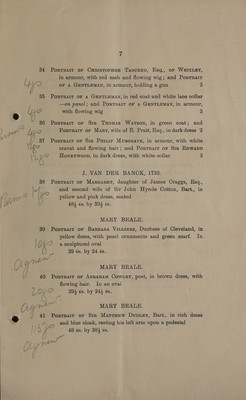 7
34 Portrait of Christopher Tancred, Esq., of Whixley,
in armour, with red sash and flowing wig; and Portrait
of a Gentleman, in armour, holding a gun 2
35 Portrait of a Gentleman, in red coat and white lace collar
—on panel; and Portrait of a Gentleman, in armour,
with flowing wig 2
36 Portrait of Sir Thomas Watson, in green coat; and
Portrait of Mary, wife of R. Pratt, Esq., in dark dress 2
37 Portrait of Sir Philip Musgrave, in armour, with white
cravat and flowing hair; and Portrait of Sir Edward
Honeywood, in dark dress, with white collar 2
J. VAN DER BANCK, 1735.
38 Portrait of Margaret, daughter of James Craggs, Esq.,
and second wife of Sir John Hynde Cotton, Bart., in
yellow and pink dress, seated
48½ in. by 39½ in.
MARY BEALE.
39 Portrait of Barbara Villiers, Duchess of Cleveland, in
yellow dress, with pearl ornaments and green scarf. In
a sculptured oval
29 in. by 24 in.
MARY BEALE.
40 Portrait of Abraham Cowley, poet, in brown dress, with
flowing hair. In an oval
29½ in. by 24½ in.
MARY BEALE.
41 Portrait of Sir Matthew Dudley, Bart., in rich dress
and blue cloak, resting his left arm upon a pedestal
48 in. by 38½ in.
Agnew
Agnew
Agnew